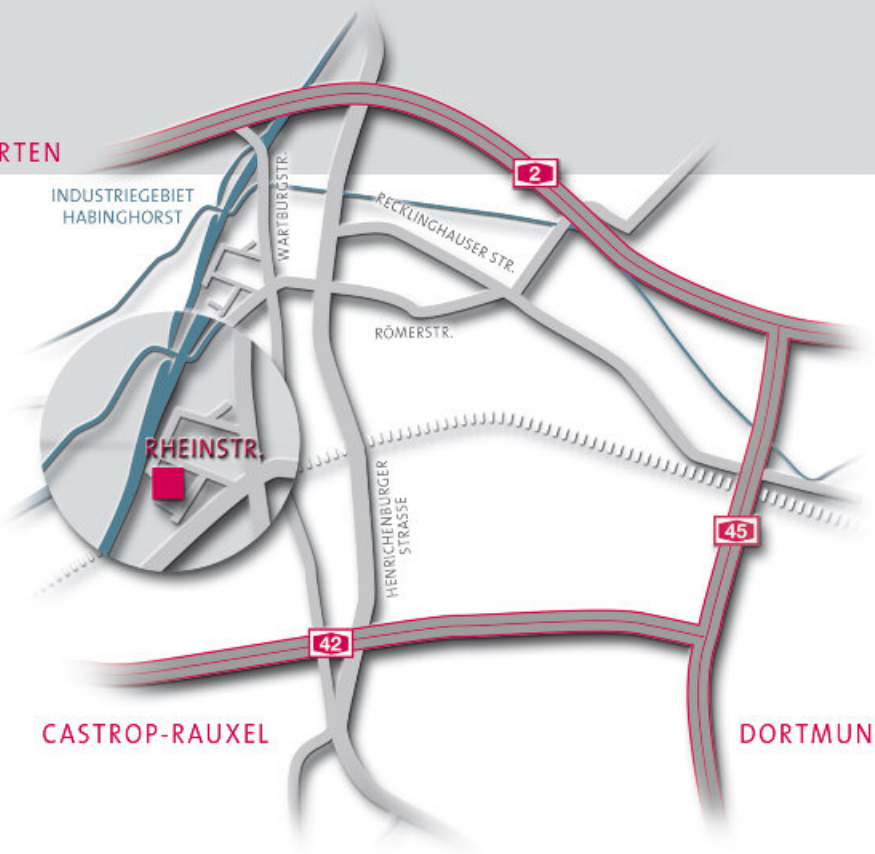 RTEN
2
INDUSTRIEGEBIET
HABINGHORST
WARTBURGSTR.
RECKLINGHAUSER STR.
RÖMERSTR.
RHEINSTR.
HENRICHENBURGER
STRASSE
45
42
CASTROP-RAUXEL
DORTMUN